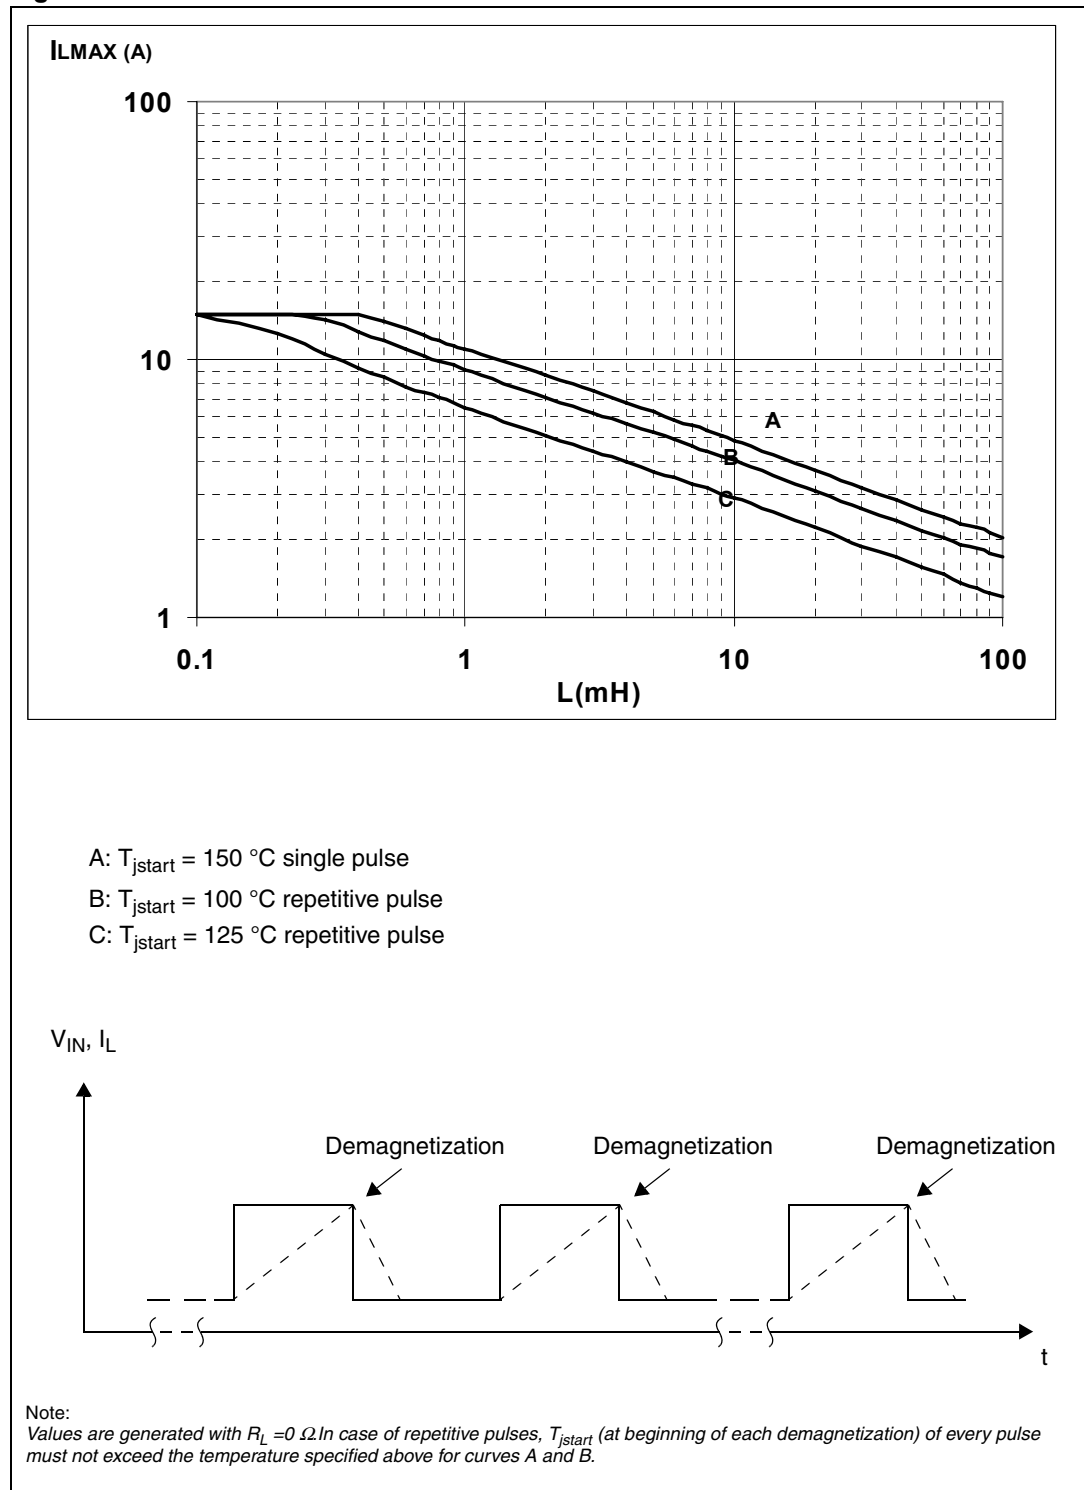 ILMAX (A)
100
10
1
A
B
C
0.1 1 10 100
L(mH)
A: Tjstart = 150 °C single pulse
B: Tjstart = 100 °C repetitive pulse
C: Tjstart = 125 °C repetitive pulse
VIN, IL
Demagnetization Demagnetization Demagnetization
t
Note:
Values are generated with RL =0 Ω In case of repetitive pulses, Tjstart (at beginning of each demagnetization) of every pulse
must not exceed the temperature specified above for curves A and B.